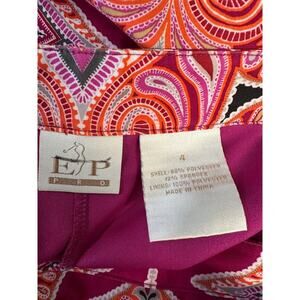 EP
PRO
4
SHELL: 88% POLYESTER
12% SPANDEX
LINING: 100% POLYESTER
MADE IN CHINA